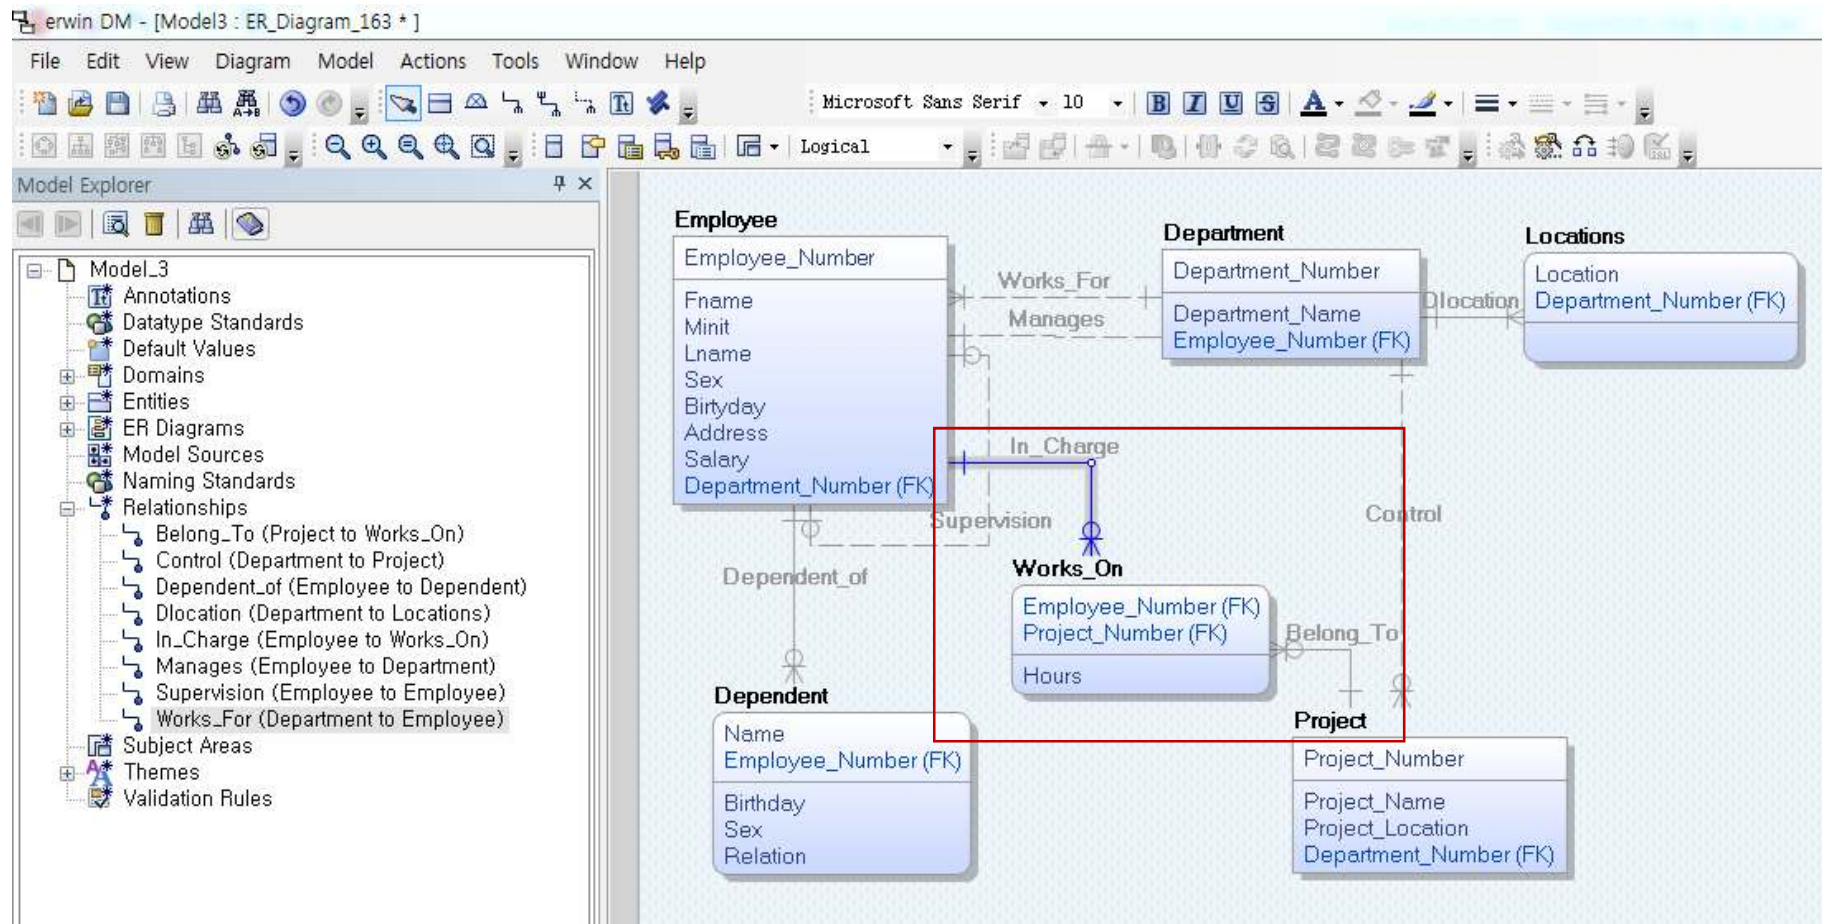 erwin DM - [Model3 : ER_Diagram_163 * ]
File Edit View Diagram Model Actions Tools Window Help
Microsoft Sans Serif 10 B I U S A
Logical
Model Explorer
Model_3
Annotations
Datatype Standards
Default Values
Domains
Entities
ER Diagrams
Model Sources
Naming Standards
Relationships
Belong_To (Project to Works_On)
Control (Department to Project)
Dependent_of (Employee to Dependent)
Dlocation (Department to Locations)
In_Charge (Employee to Works_On)
Manages (Employee to Department)
Supervision (Employee to Employee)
Works_For (Department to Employee)
Subject Areas
Themes
Validation Rules
Employee
Employee_Number
Fname
Minit
Lname
Sex
Birtyday
Address
Salary
Department_Number (FK)
Works_For
Manages
Department
Department_Number
Department_Name
Employee_Number (FK)
Dlocation
Locations
Location
Department_Number (FK)
In_Charge
Supervision
Control
Dependent_of
Works_On
Employee_Number (FK)
Project_Number (FK)
Hours
Belong_To
Dependent
Name
Employee_Number (FK)
Birthday
Sex
Relation
Project
Project_Number
Project_Name
Project_Location
Department_Number (FK)